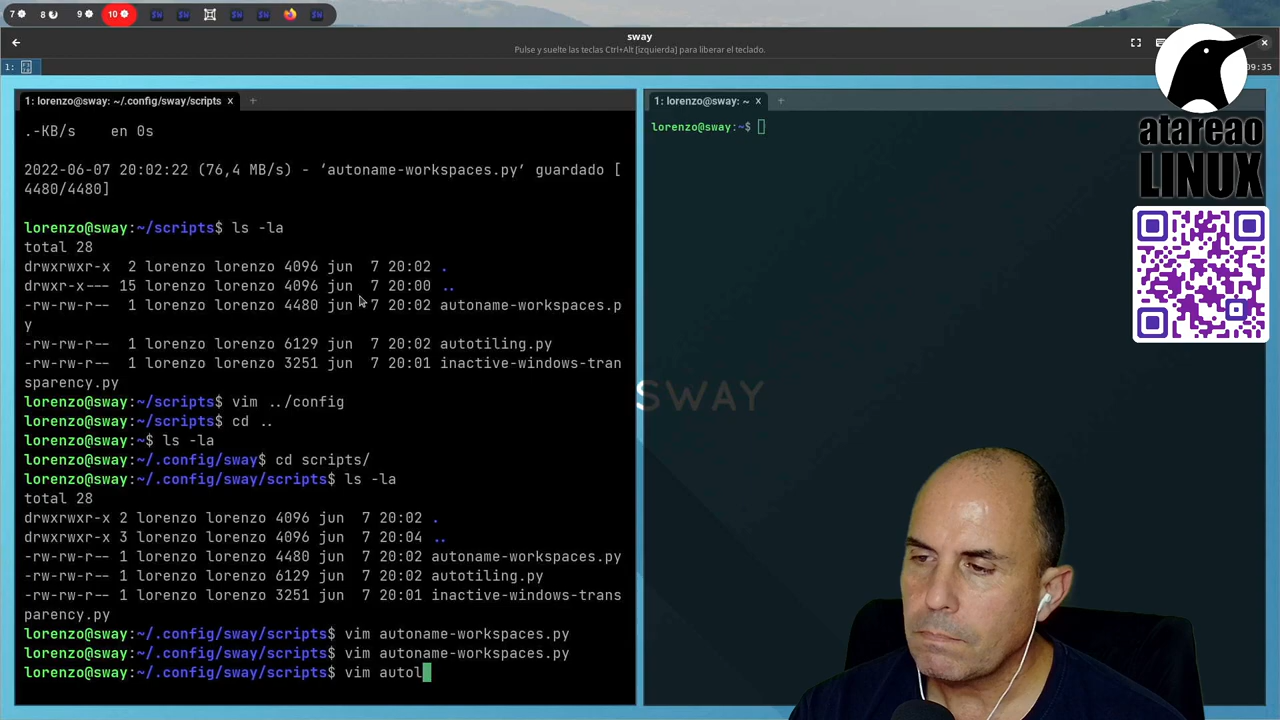 7 8 9 10
sway
Pulse y suelte las teclas Ctrl+Alt [izquierda] para liberar el teclado.
1:
09:35
1: lorenzo@sway: ~/.config/sway/scripts x +
.-KB/s    en 0s
2022-06-07 20:02:22 (76,4 MB/s) - ‘autoname-workspaces.py’ guardado [
4480/4480]
lorenzo@sway:~/scripts$ ls -la
total 28
drwxrwxr-x  2 lorenzo lorenzo 4096 jun  7 20:02 .
drwxr-x--- 15 lorenzo lorenzo 4096 jun  7 20:00 ..
-rw-rw-r--  1 lorenzo lorenzo 4480 jun  7 20:02 autoname-workspaces.p
y
-rw-rw-r--  1 lorenzo lorenzo 6129 jun  7 20:02 autotiling.py
-rw-rw-r--  1 lorenzo lorenzo 3251 jun  7 20:01 inactive-windows-tran
sparency.py
lorenzo@sway:~/scripts$ vim ../config
lorenzo@sway:~/scripts$ cd ..
lorenzo@sway:~$ ls -la
lorenzo@sway:~/.config/sway$ cd scripts/
lorenzo@sway:~/.config/sway/scripts$ ls -la
total 28
drwxrwxr-x 2 lorenzo lorenzo 4096 jun  7 20:02 .
drwxrwxr-x 3 lorenzo lorenzo 4096 jun  7 20:04 ..
-rw-rw-r-- 1 lorenzo lorenzo 4480 jun  7 20:02 autoname-workspaces.py
-rw-rw-r-- 1 lorenzo lorenzo 6129 jun  7 20:02 autotiling.py
-rw-rw-r-- 1 lorenzo lorenzo 3251 jun  7 20:01 inactive-windows-trans
parency.py
lorenzo@sway:~/.config/sway/scripts$ vim autoname-workspaces.py
lorenzo@sway:~/.config/sway/scripts$ vim autoname-workspaces.py
lorenzo@sway:~/.config/sway/scripts$ vim autol
1: lorenzo@sway: ~ x +
lorenzo@sway:~$
SWAY
atareao
LINUX